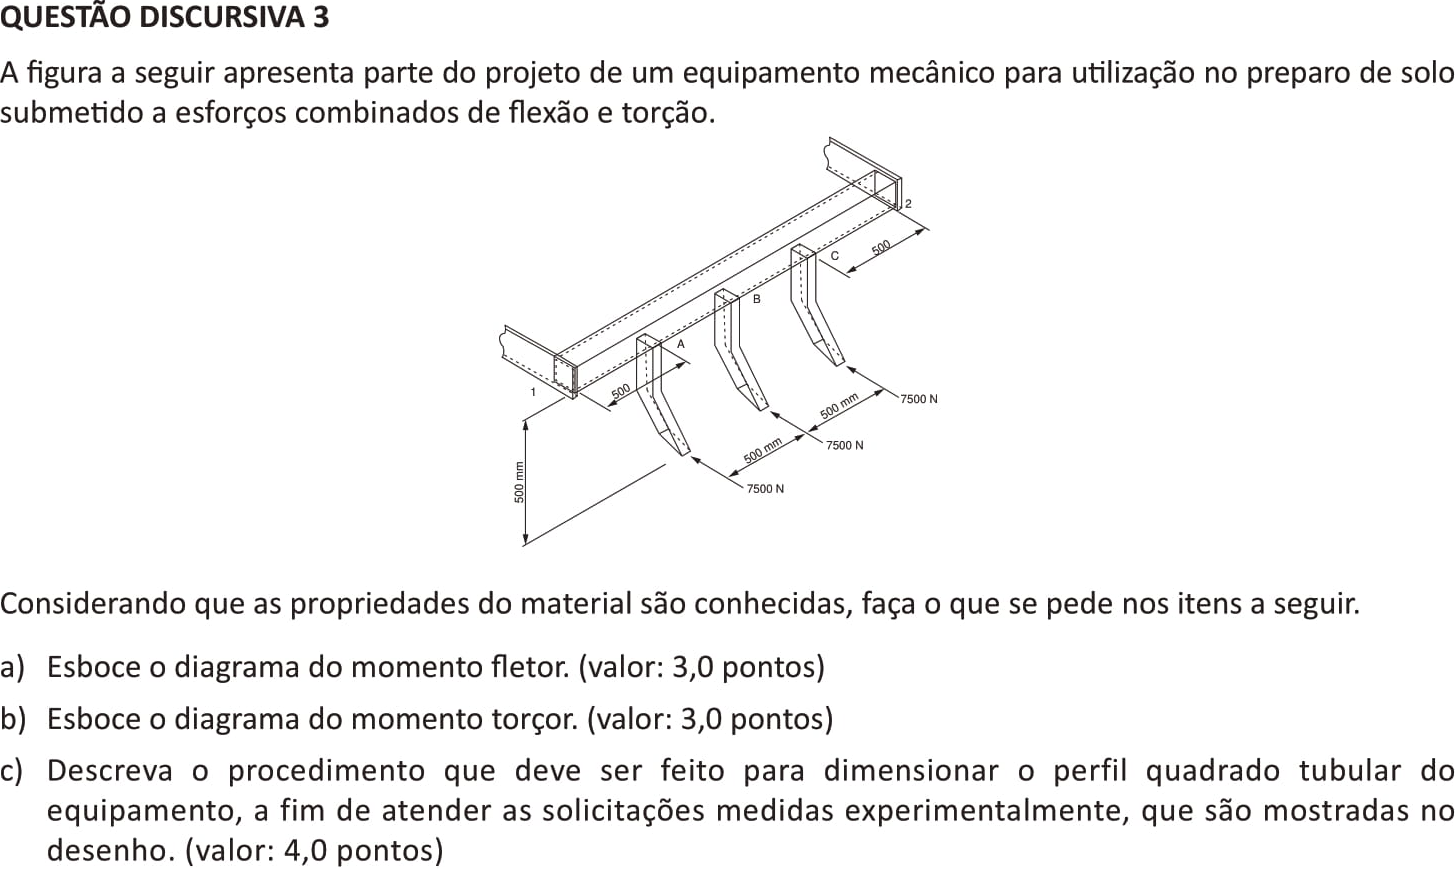 QUESTÃO DISCURSIVA 3
A figura a seguir apresenta parte do projeto de um equipamento mecânico para utilização no preparo de solo
submetido a esforços combinados de flexão e torção.
2
500
C
B
A
1
500
500 mm
7500 N
500 mm
7500 N
500 mm
7500 N
Considerando que as propriedades do material são conhecidas, faça o que se pede nos itens a seguir.
a) Esboce o diagrama do momento fletor. (valor: 3,0 pontos)
b) Esboce o diagrama do momento torçor. (valor: 3,0 pontos)
c) Descreva o procedimento que deve ser feito para dimensionar o perfil quadrado tubular do
equipamento, a fim de atender as solicitações medidas experimentalmente, que são mostradas no
desenho. (valor: 4,0 pontos)